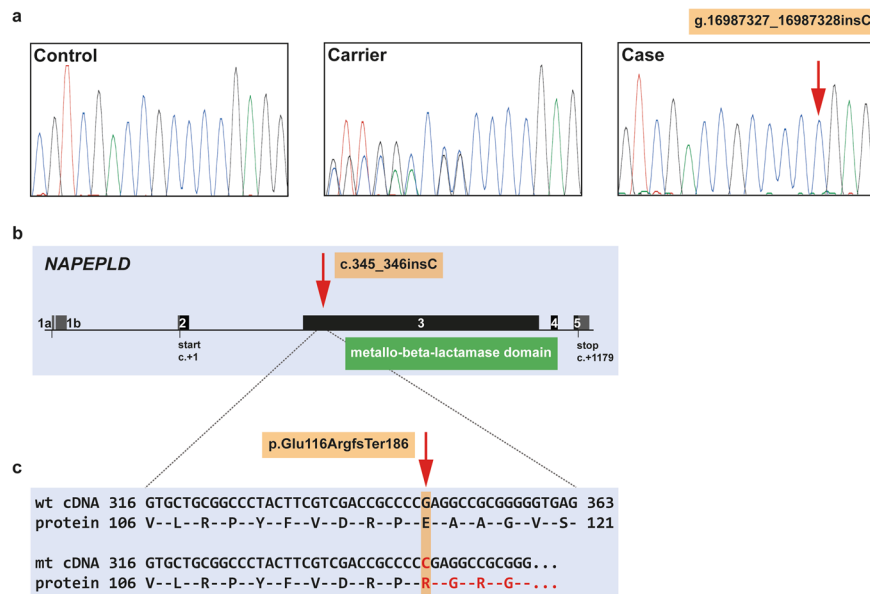 a
g.16987327_16987328insC
Control
Carrier
Case
b
NAPEPLD
c.345_346insC
1a 1b 2 3 4 5
start
c.+1
stop
c.+1179
metallo-beta-lactamase domain
p.Glu116ArgfsTer186
c
wt cDNA 316 GTGCTGCGGCCCTACTTCGTCGACCGCCCCGAGGCCGCGGGGGTGAG 363
protein 106 V--L--R--P--Y--F--V--D--R--P--E--A--A--G--V--S- 121
mt cDNA 316 GTGCTGCGGCCCTACTTCGTCGACCGCCCCCGAGGCCGCGGG...
protein 106 V--L--R--P--Y--F--V--D--R--P--R--G--R--G--...